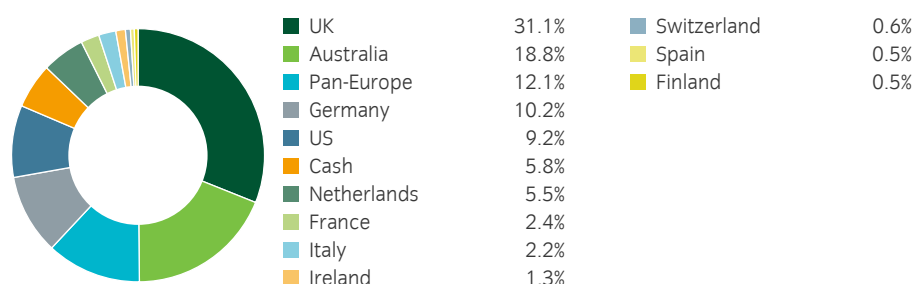 UK 31.1%
Australia 18.8%
Pan-Europe 12.1%
Germany 10.2%
US 9.2%
Cash 5.8%
Netherlands 5.5%
France 2.4%
Italy 2.2%
Ireland 1.3%
Switzerland 0.6%
Spain 0.5%
Finland 0.5%